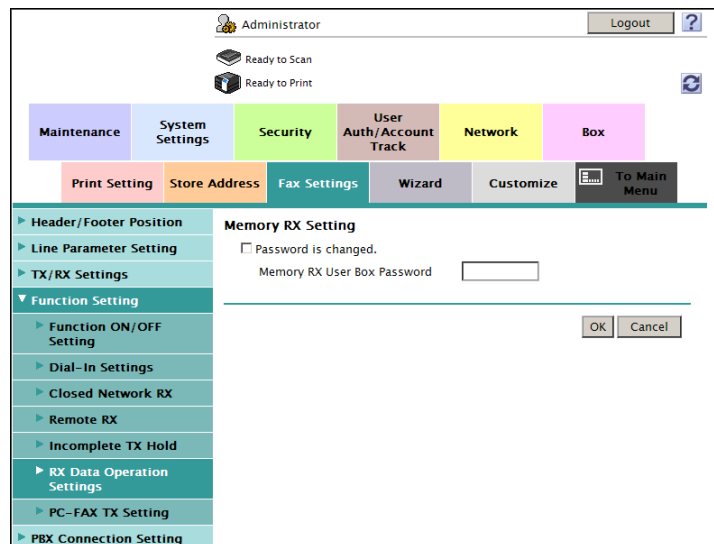 Administrator
Logout
?
Ready to Scan
Ready to Print
Maintenance
System
Settings
Security
User
Auth/Account
Track
Network
Box
Print Setting
Store Address
Fax Settings
Wizard
Customize
To Main
Menu
Header/Footer Position
Line Parameter Setting
TX/RX Settings
Function Setting
Function ON/OFF
Setting
Dial-In Settings
Closed Network RX
Remote RX
Incomplete TX Hold
RX Data Operation
Settings
PC-FAX TX Setting
PBX Connection Setting
Memory RX Setting
Password is changed.
Memory RX User Box Password
OK
Cancel